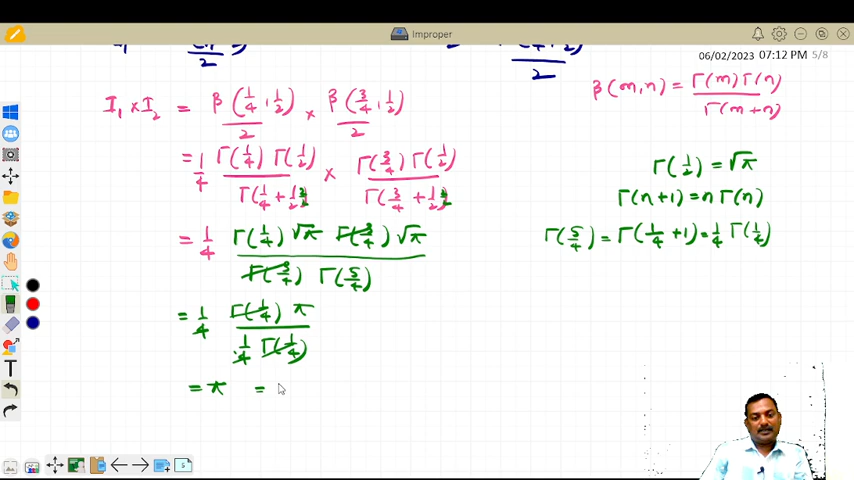 Improper
06/02/2023 07:12 PM 5/8
2
2
β(m,n) = Γ(m) Γ(n) / Γ(m+n)
I₁ × I₂ = β(1/4, 1/2) / 2 × β(3/4, 1/2) / 2
= 1/4 Γ(1/4) Γ(1/2) / Γ(1/4 + 1/2) × Γ(3/4) Γ(1/2) / Γ(3/4 + 1/2)
Γ(1/2) = √π
Γ(n+1) = n Γ(n)
= 1/4 Γ(1/4) √π Γ(3/4) √π / Γ(3/4) Γ(5/4)
Γ(5/4) = Γ(1/4 + 1) = 1/4 Γ(1/4)
= 1/4 Γ(1/4) π / 1/4 Γ(1/4)
= π =